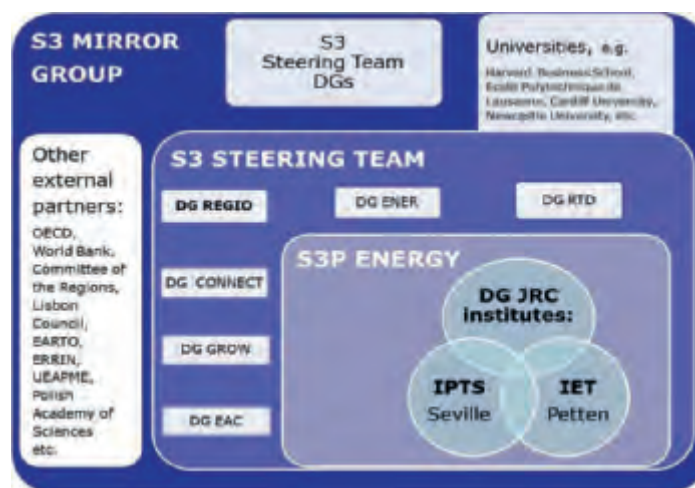 S3 MIRROR
GROUP
S3
Steering Team
DGs
Universities, e.g.
Harvard Business School,
Ecole Polytechnique de
Lausanne, Cardiff University,
Newcastle University, etc.
Other
external
partners:
OECD,
World Bank,
Committee of
the Regions,
Lisbon
Council,
EARTO,
ERRIN,
UEAPME,
Polish
Academy of
Sciences
etc.
S3 STEERING TEAM
DG REGIO
DG ENER
DG RTD
DG CONNECT
DG GROW
DG EAC
S3P ENERGY
DG JRC
institutes:
IPTS
Seville
IET
Petten